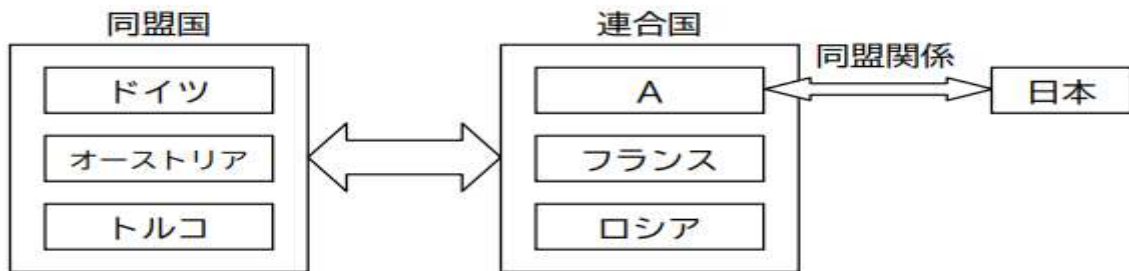 同盟国
ドイツ
オーストリア
トルコ
連合国
A
フランス
ロシア
同盟関係
日本